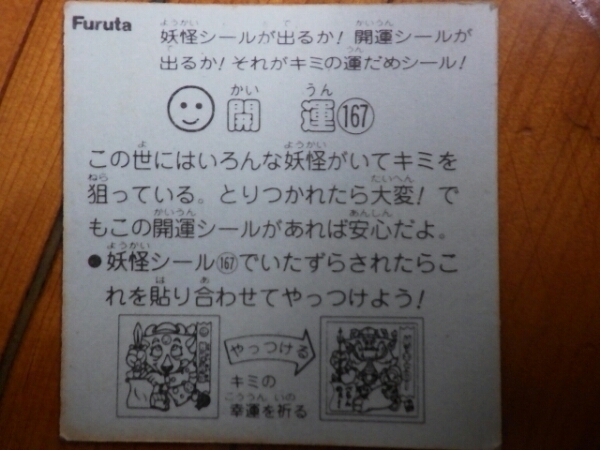 Furuta
妖怪シールが出るか!開運シールが
出るか!それがキミの運だめシール!
開 運 167
この世にはいろんな妖怪がいてキミを
狙っている。とりつかれたら大変!で
もこの開運シールがあれば安心だよ。
●妖怪シール167でいたずらされたらこ
れを貼り合わせてやっつけよう!
やっつける
キミの
幸運を祈る